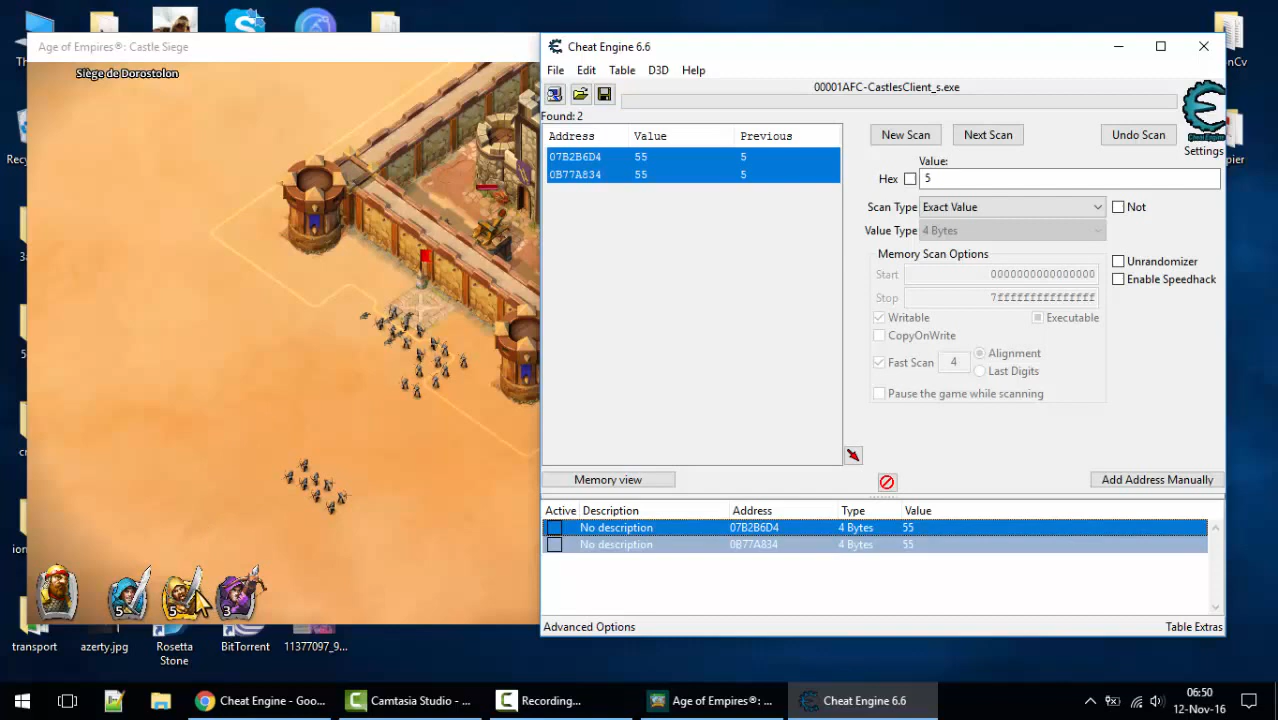 Age of Empires®: Castle Siege
Siège de Dorostolon
5
5
3
Cheat Engine 6.6
File Edit Table D3D Help
00001AFC-CastlesClient_s.exe
Found: 2
Address Value Previous
07B2B6D4 55 5
0B77A834 55 5
New Scan Next Scan Undo Scan
Cheat Engine
Settings
Value:
Hex 5
Scan Type Exact Value Not
Value Type 4 Bytes
Memory Scan Options
Start 0000000000000000
Stop 7fffffffffffffff
Writable Executable
CopyOnWrite
Fast Scan 4 Alignment
Last Digits
Pause the game while scanning
Unrandomizer
Enable Speedhack
Memory view
Add Address Manually
Active Description Address Type Value
No description 07B2B6D4 4 Bytes 55
No description 0B77A834 4 Bytes 55
Advanced Options Table Extras
transport azerty.jpg Rosetta Stone BitTorrent 11377097_9...
Cheat Engine - Goo... Camtasia Studio - ... Recording... Age of Empires®: ... Cheat Engine 6.6
06:50
12-Nov-16